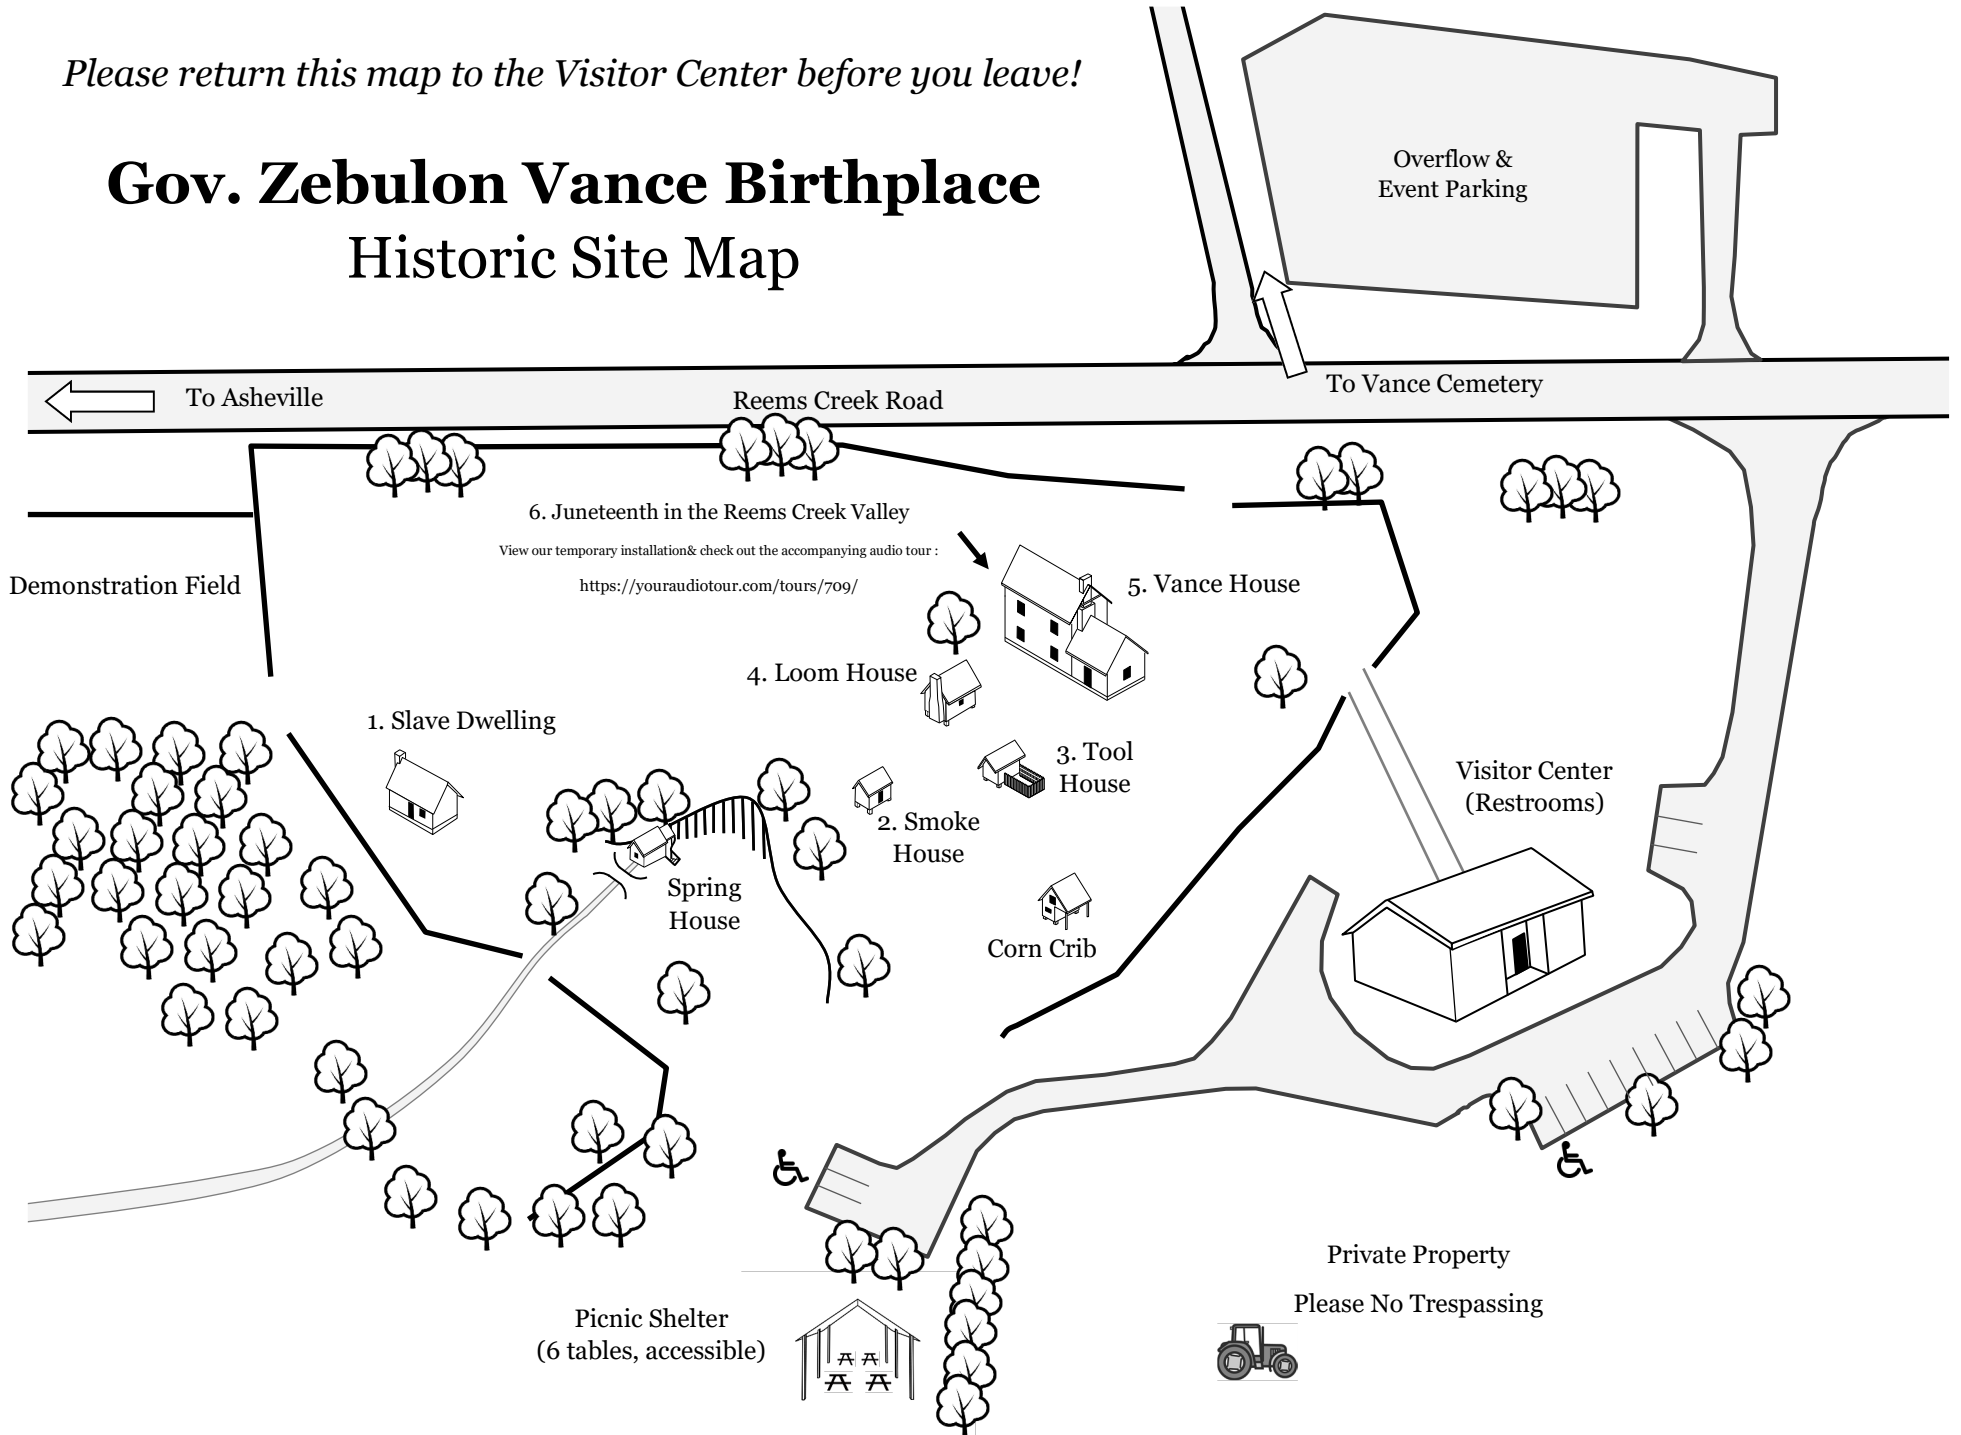 Please return this map to the Visitor Center before you leave!
Gov. Zebulon Vance Birthplace
Historic Site Map
Overflow &
Event Parking
To Asheville
Reems Creek Road
To Vance Cemetery
6. Juneteenth in the Reems Creek Valley
View our temporary installation& check out the accompanying audio tour :
https://youraudiotour.com/tours/709/
Demonstration Field
5. Vance House
4. Loom House
1. Slave Dwelling
3. Tool
House
Visitor Center
(Restrooms)
2. Smoke
House
Spring
House
Corn Crib
Private Property
Please No Trespassing
Picnic Shelter
(6 tables, accessible)